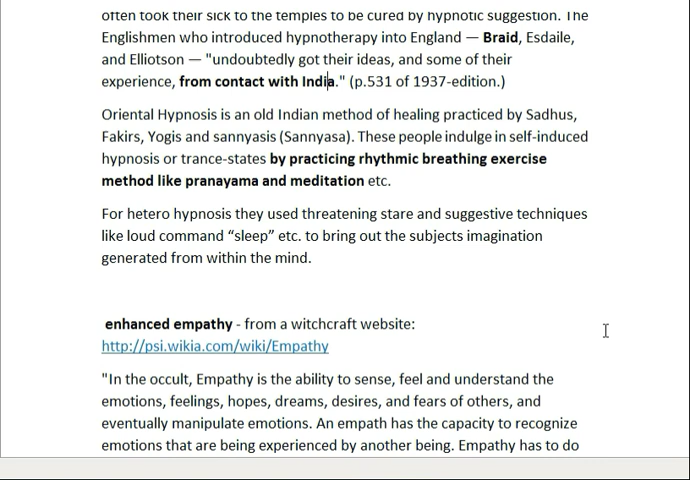 often took their sick to the temples to be cured by hypnotic suggestion. The
Englishmen who introduced hypnotherapy into England — Braid, Esdaile,
and Elliotson — "undoubtedly got their ideas, and some of their
experience, from contact with India." (p.531 of 1937-edition.)
Oriental Hypnosis is an old Indian method of healing practiced by Sadhus,
Fakirs, Yogis and sannyasis (Sannyasa). These people indulge in self-induced
hypnosis or trance-states by practicing rhythmic breathing exercise
method like pranayama and meditation etc.
For hetero hypnosis they used threatening stare and suggestive techniques
like loud command “sleep” etc. to bring out the subjects imagination
generated from within the mind.
enhanced empathy - from a witchcraft website:
http://psi.wikia.com/wiki/Empathy
"In the occult, Empathy is the ability to sense, feel and understand the
emotions, feelings, hopes, dreams, desires, and fears of others, and
eventually manipulate emotions. An empath has the capacity to recognize
emotions that are being experienced by another being. Empathy has to do